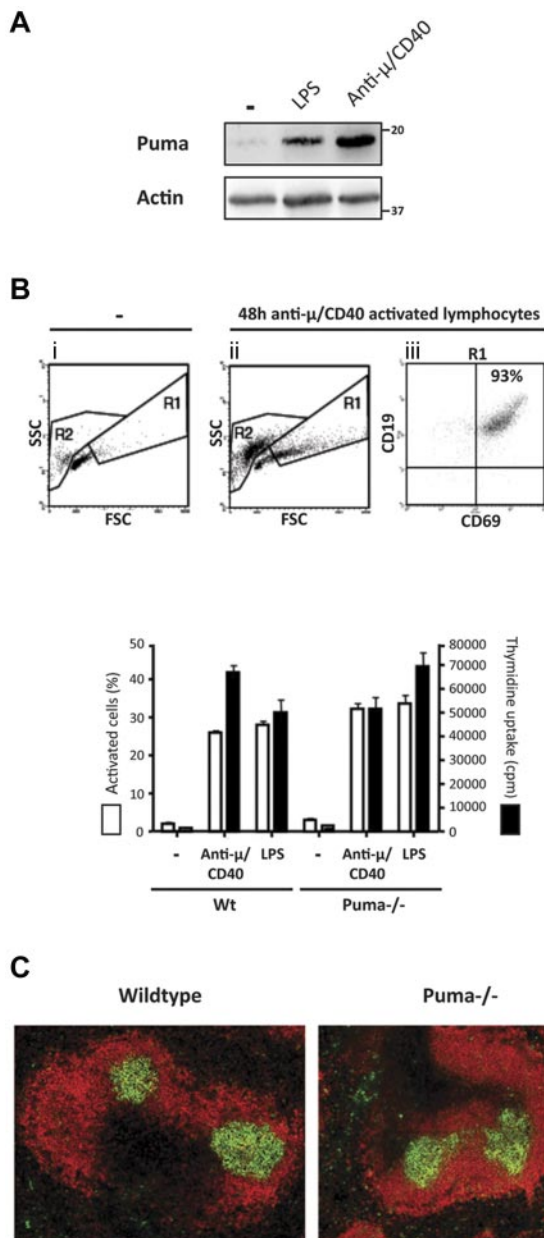 A
- LPS Anti-μ/CD40
Puma 20
Actin 37
B
- 48h anti-μ/CD40 activated lymphocytes
i ii iii R1
SSC R2 R1 FSC
SSC R2 R1 FSC
CD19 93% CD69
Activated cells (%)
50
40
30
20
10
0
80000
70000
60000
50000
40000
30000
20000
10000
0
Thymidine uptake (cpm)
- Anti-μ/ LPS - Anti-μ/ LPS
CD40 CD40
Wt Puma-/-
C
Wildtype Puma-/-